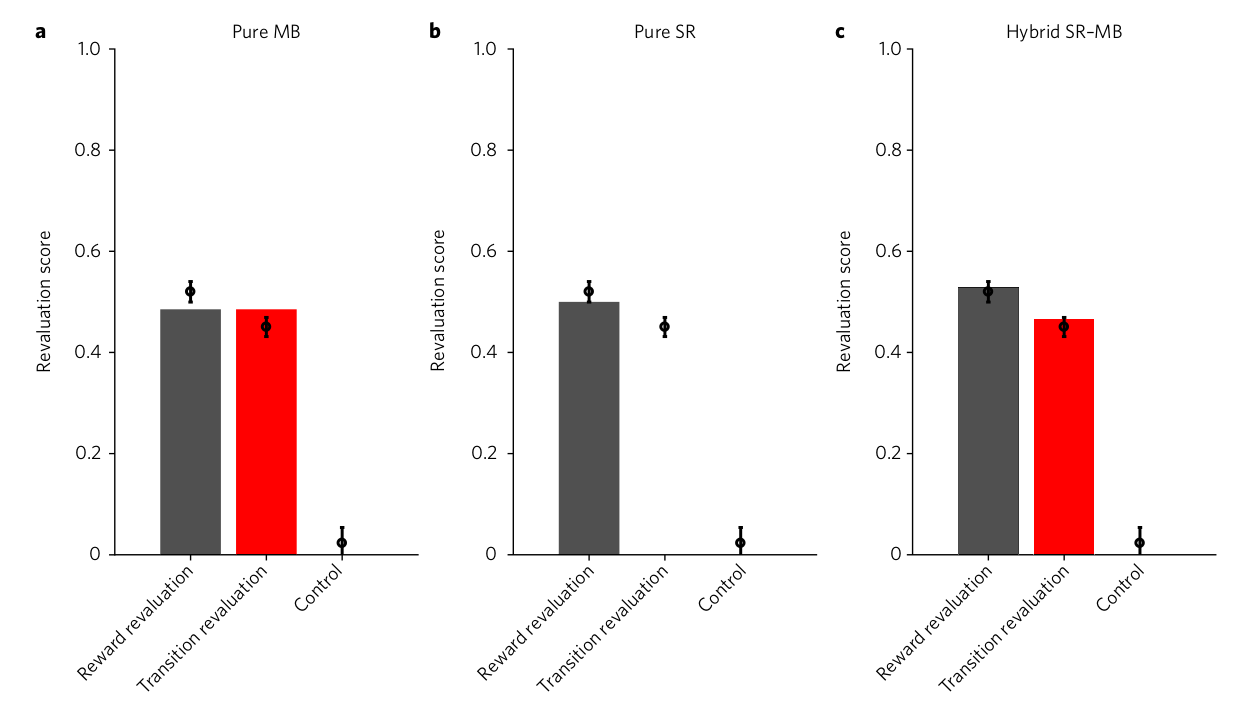 a
Pure MB
1.0
0.8
0.6
0.4
0.2
0
Revaluation score
Reward revaluation
Transition revaluation
Control
b
Pure SR
1.0
0.8
0.6
0.4
0.2
0
Revaluation score
Reward revaluation
Transition revaluation
Control
c
Hybrid SR–MB
1.0
0.8
0.6
0.4
0.2
0
Revaluation score
Reward revaluation
Transition revaluation
Control